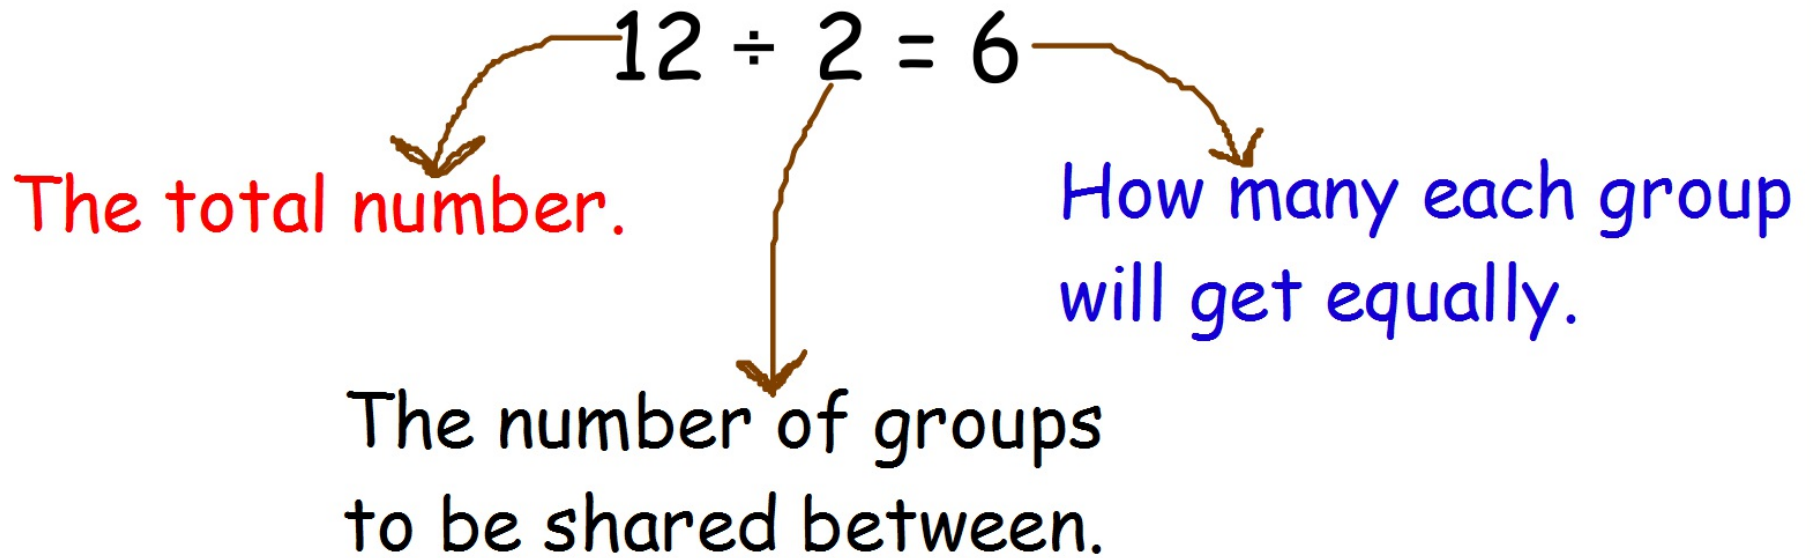 12 ÷ 2 = 6
The total number.
How many each group
will get equally.
The number of groups
to be shared between.